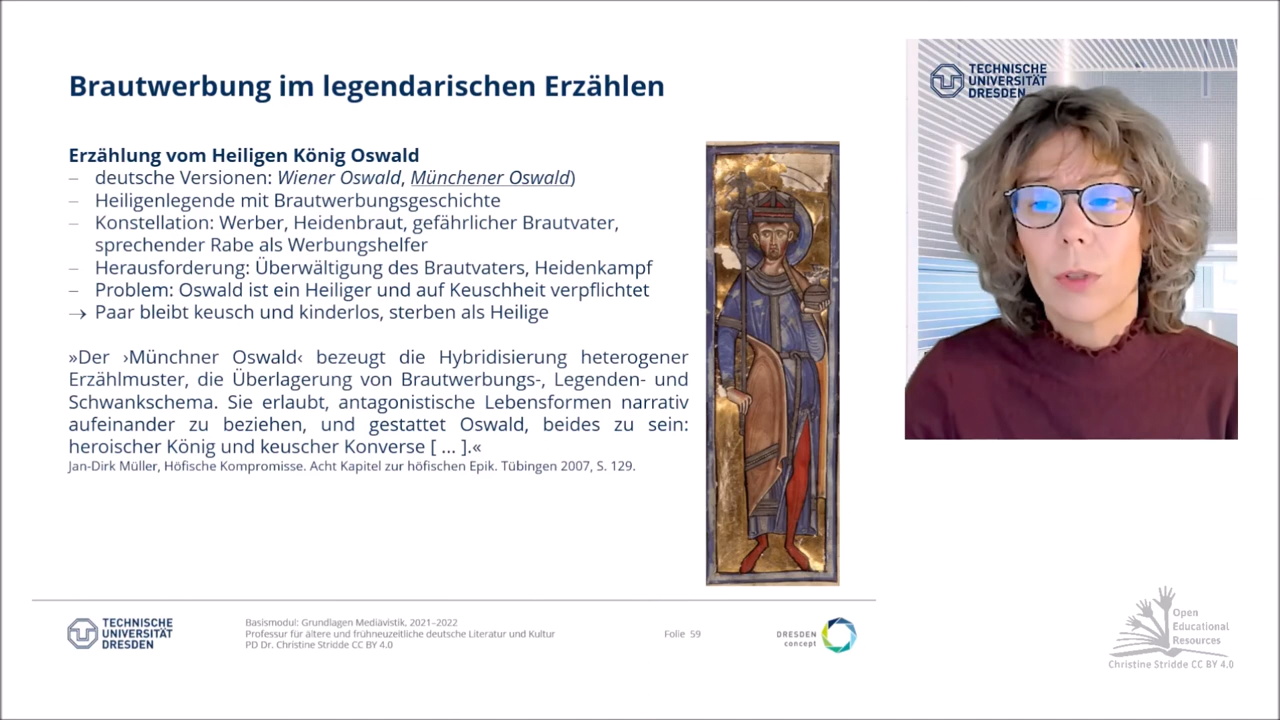 Brautwerbung im legendarischen Erzählen
Erzählung vom Heiligen König Oswald
– deutsche Versionen: Wiener Oswald, Münchener Oswald)
– Heiligenlegende mit Brautwerbungsgeschichte
– Konstellation: Werber, Heidenbraut, gefährlicher Brautvater,
sprechender Rabe als Werbungshelfer
– Herausforderung: Überwältigung des Brautvaters, Heidenkampf
– Problem: Oswald ist ein Heiliger und auf Keuschheit verpflichtet
→ Paar bleibt keusch und kinderlos, sterben als Heilige
»Der ›Münchner Oswald‹ bezeugt die Hybridisierung heterogener
Erzählmuster, die Überlagerung von Brautwerbungs-, Legenden- und
Schwankschema. Sie erlaubt, antagonistische Lebensformen narrativ
aufeinander zu beziehen, und gestattet Oswald, beides zu sein:
heroischer König und keuscher Konverse [ ... ].«
Jan-Dirk Müller, Höfische Kompromisse. Acht Kapitel zur höfischen Epik. Tübingen 2007, S. 129.
TECHNISCHE
UNIVERSITÄT
DRESDEN
TECHNISCHE
UNIVERSITÄT
DRESDEN
Basismodul: Grundlagen Mediävistik, 2021–2022
Professur für ältere und frühneuzeitliche deutsche Literatur und Kultur
PD Dr. Christine Stridde CC BY 4.0
Folie 59
DRESDEN
concept
Open
Educational
Resources
Christine Stridde CC BY 4.0